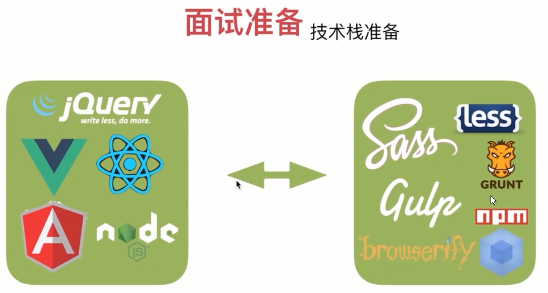 面试准备 技术栈准备
jQuery
write less, do more.
A
node
JS
Sass
{less}
GRUNT
Gulp
npm
browserify